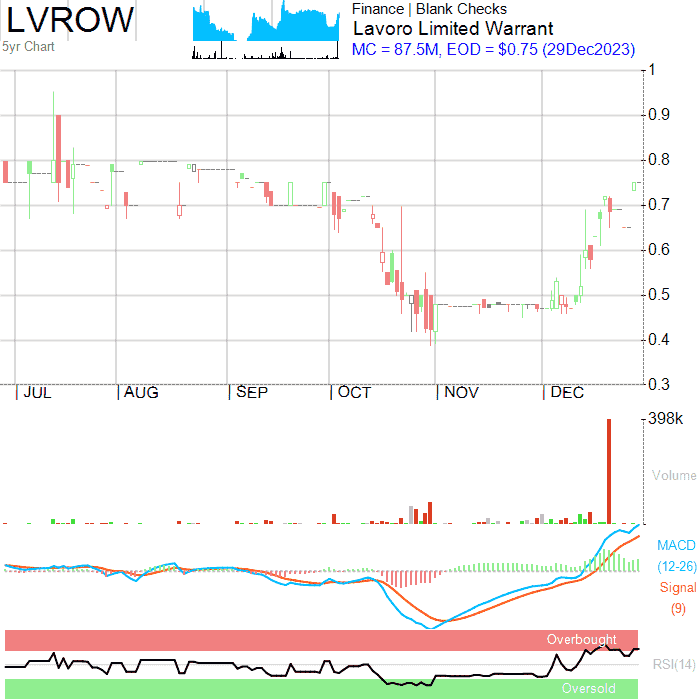 LVROW
5yr Chart
Finance | Blank Checks
Lavoro Limited Warrant
MC = 87.5M, EOD = $0.75 (29Dec2023)
1
0.9
0.8
0.7
0.6
0.5
0.4
0.3
JUL AUG SEP OCT NOV DEC
398k
Volume
MACD
(12-26)
Signal
(9)
Overbought
RSI(14)
Oversold